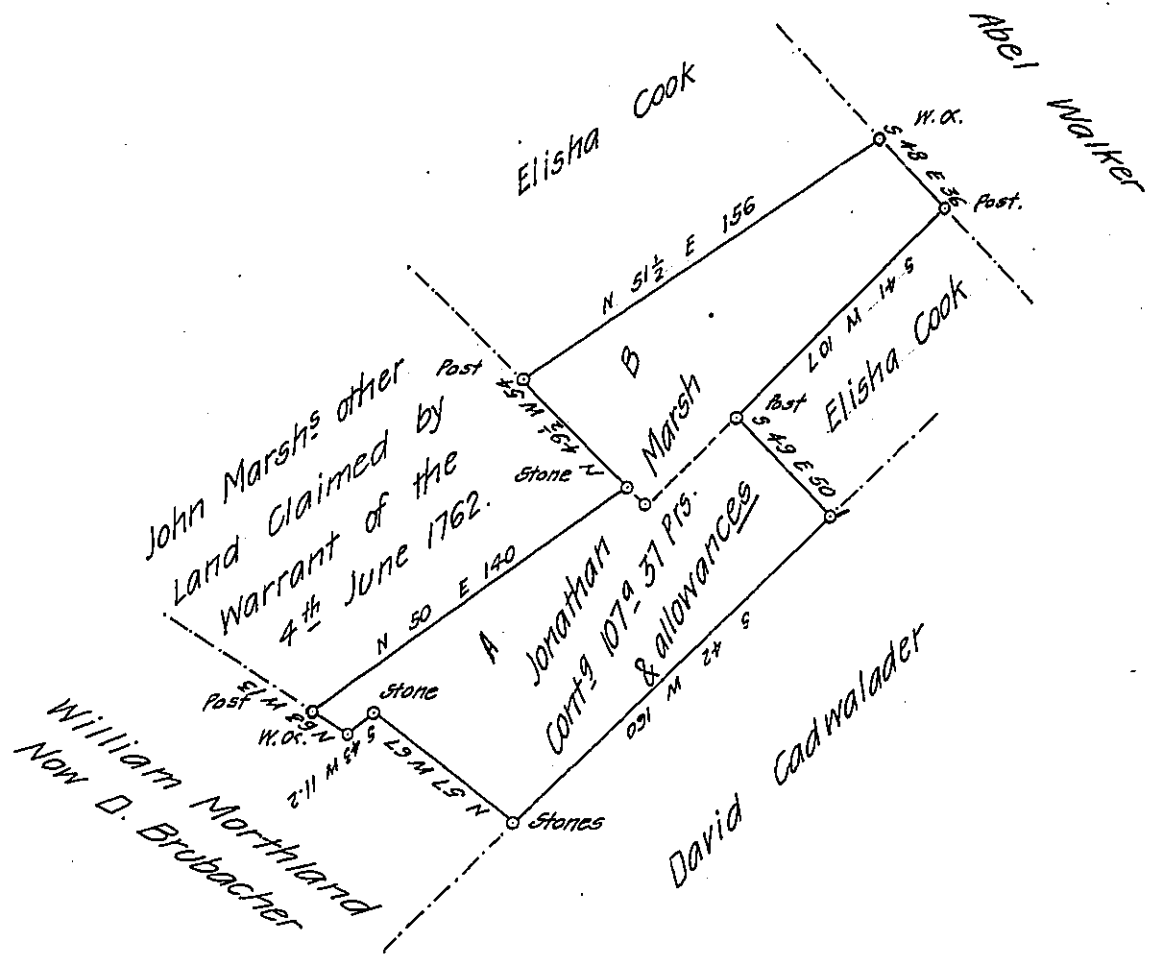 Abel Walker
Elisha Cook
W.O.
S 48 E 36
Post.
N 51½ E 156
S 41 W 107
Elisha Cook
B
Post
N 49½ W 54
Post
S 49 E 50
Stone
John Marshs other
Land Claimed by
Warrant of the
4th June 1762.
N 50 E 140
A
Jonathan Marsh
Contg 107a 37 Prs.
& allowances
S 42 W 160
Stone
Post
N 63 W 13
W.O.
S 45 W 11.2
N 57 W 67
Stones
William Morthland
Now D. Brubacher
David Cadwalader